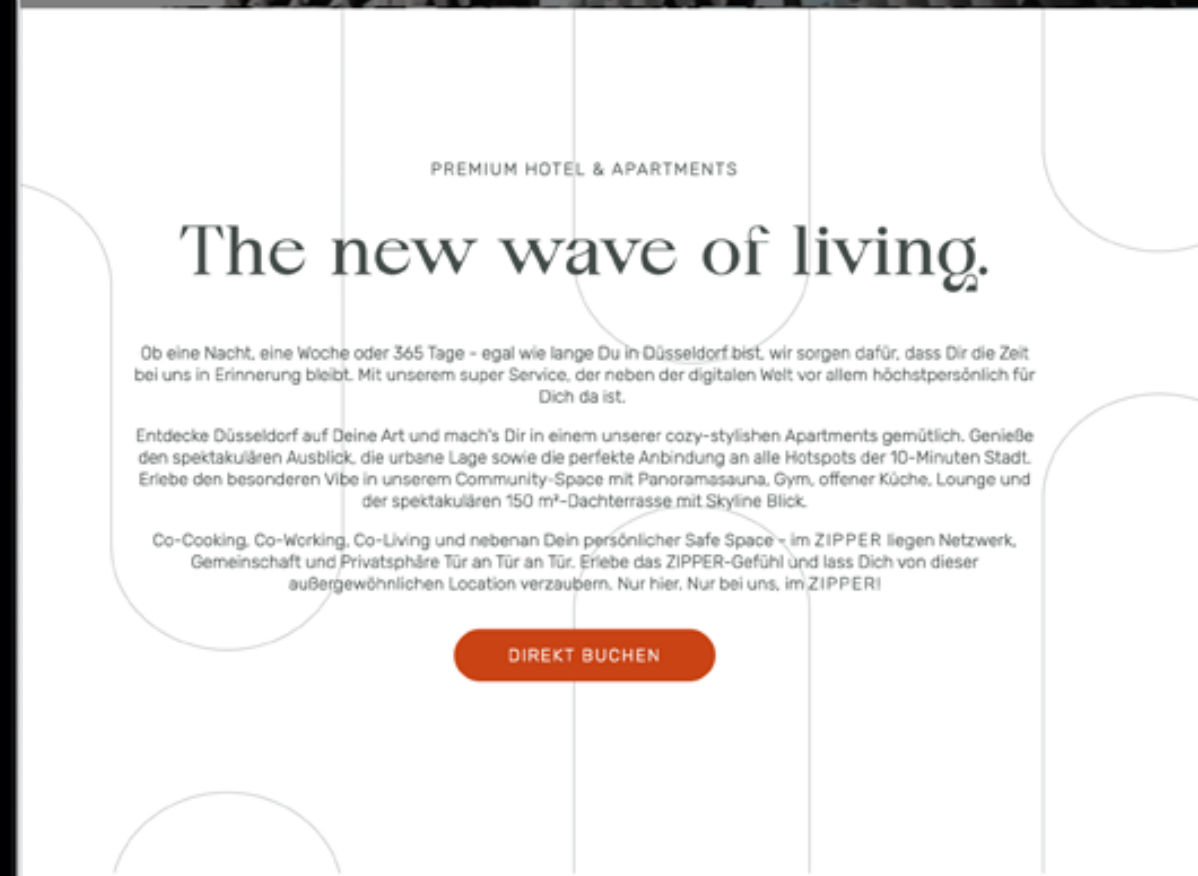 PREMIUM HOTEL & APARTMENTS
The new wave of living.
Ob eine Nacht, eine Woche oder 365 Tage – egal wie lange Du in Düsseldorf bist, wir sorgen dafür, dass Dir die Zeit
bei uns in Erinnerung bleibt. Mit unserem super Service, der neben der digitalen Welt vor allem höchstpersönlich für
Dich da ist.
Entdecke Düsseldorf auf Deine Art und mach's Dir in einem unserer cozy-stylishen Apartments gemütlich. Genieße
den spektakulären Ausblick, die urbane Lage sowie die perfekte Anbindung an alle Hotspots der 10-Minuten Stadt.
Erlebe den besonderen Vibe in unserem Community-Space mit Panoramasauna, Gym, offener Küche, Lounge und
der spektakulären 150 m²-Dachterrasse mit Skyline Blick.
Co-Cooking, Co-Working, Co-Living und nebenan Dein persönlicher Safe Space – im ZIPPER liegen Netzwerk,
Gemeinschaft und Privatsphäre Tür an Tür an Tür. Erlebe das ZIPPER-Gefühl und lass Dich von dieser
außergewöhnlichen Location verzaubern. Nur hier. Nur bei uns, im ZIPPER!
DIREKT BUCHEN